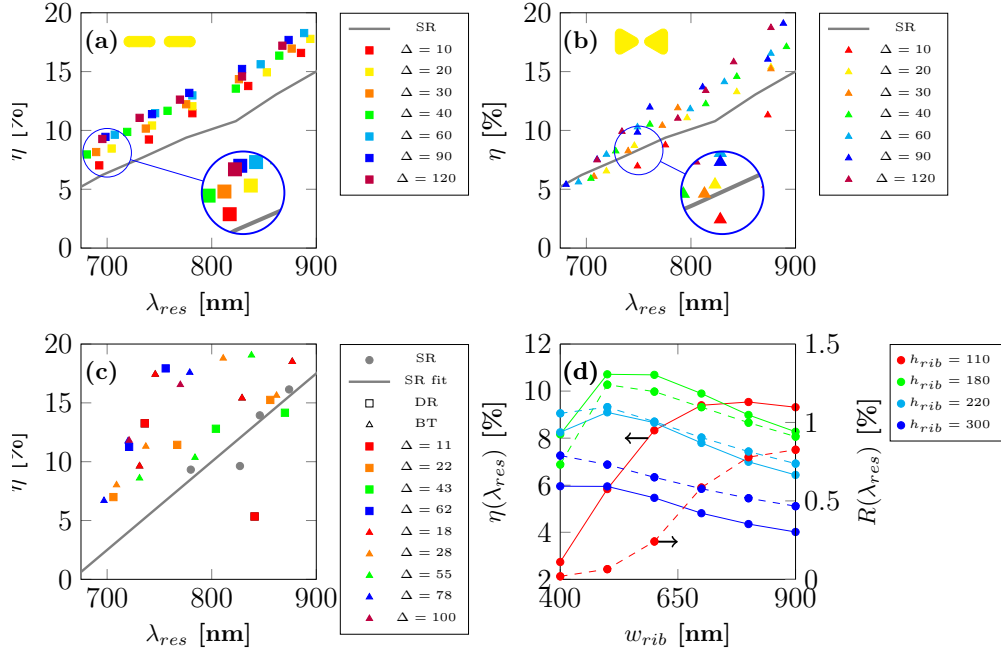 (a)
20
15
10
5
0
η [%]
700 800 900
λres [nm]
SR
Δ = 10
Δ = 20
Δ = 30
Δ = 40
Δ = 60
Δ = 90
Δ = 120
(b)
20
15
10
5
0
η [%]
700 800 900
λres [nm]
SR
Δ = 10
Δ = 20
Δ = 30
Δ = 40
Δ = 60
Δ = 90
Δ = 120
(c)
20
15
10
5
0
η [%]
700 800 900
λres [nm]
SR
SR fit
DR
BT
Δ = 11
Δ = 22
Δ = 43
Δ = 62
Δ = 18
Δ = 28
Δ = 55
Δ = 78
Δ = 100
(d)
12
10
8
6
4
2
η(λres) [%]
400 650 900
wrib [nm]
1.5
1
0.5
0
R(λres) [%]
hrib = 110
hrib = 180
hrib = 220
hrib = 300